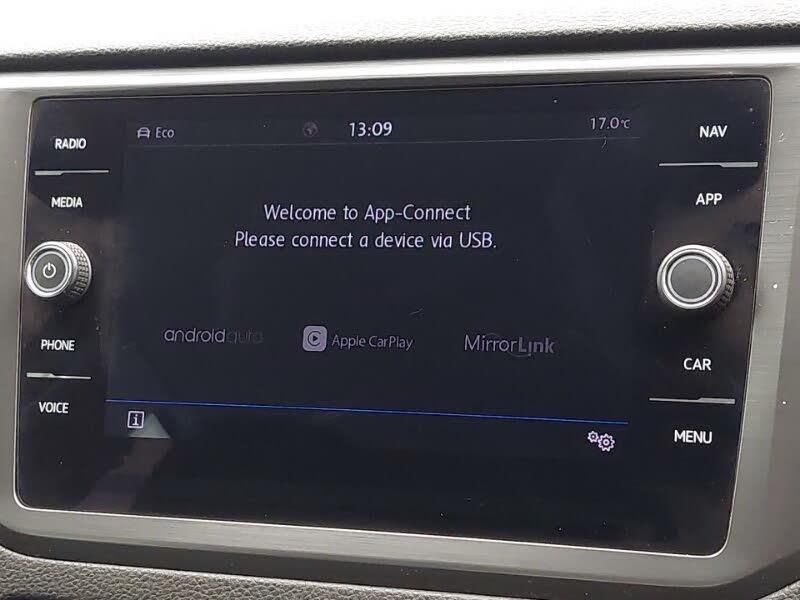 RADIO
MEDIA
PHONE
VOICE
Eco
13:09
17.0°C
Welcome to App-Connect
Please connect a device via USB.
androidauto
Apple CarPlay
MirrorLink
i
NAV
APP
CAR
MENU